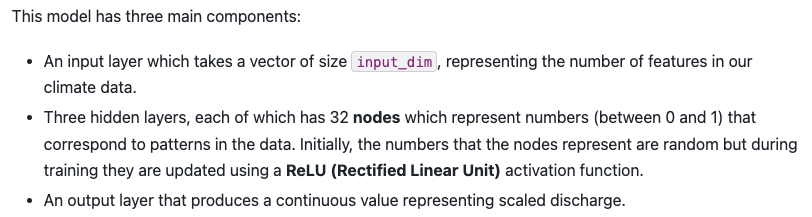 This model has three main components:
• An input layer which takes a vector of size input_dim, representing the number of features in our
climate data.
• Three hidden layers, each of which has 32 nodes which represent numbers (between 0 and 1) that
correspond to patterns in the data. Initially, the numbers that the nodes represent are random but during
training they are updated using a ReLU (Rectified Linear Unit) activation function.
• An output layer that produces a continuous value representing scaled discharge.